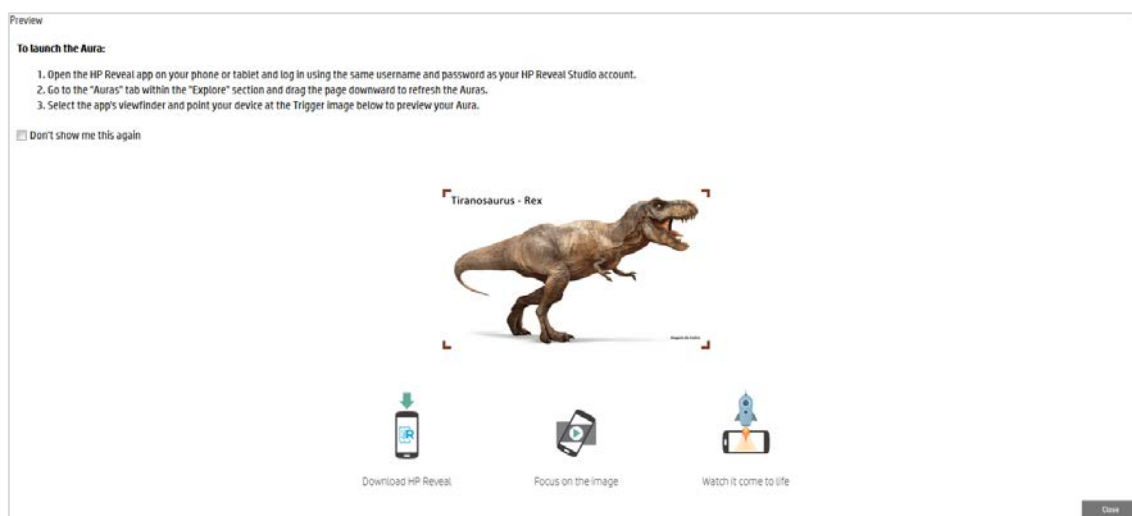 Preview
To launch the Aura:
1. Open the HP Reveal app on your phone or tablet and log in using the same username and password as your HP Reveal Studio account.
2. Go to the "Auras" tab within the "Explore" section and drag the page downward to refresh the Auras.
3. Select the app's viewfinder and point your device at the Trigger image below to preview your Aura.
Don't show me this again
Tiranosaurus - Rex
R
Download HP Reveal
Focus on the image
Watch it come to life
Close